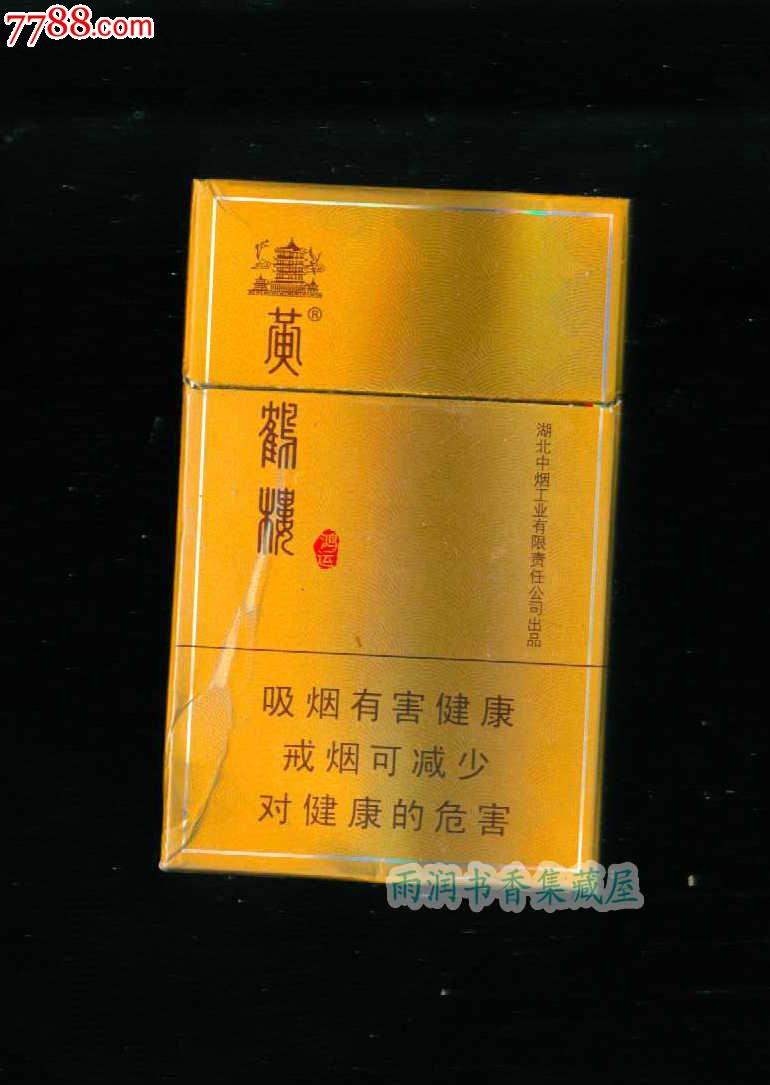 7788.com
黄鹤楼®
鸿运
湖北中烟工业有限责任公司出品
吸烟有害健康
戒烟可减少
对健康的危害
雨润书香集藏屋